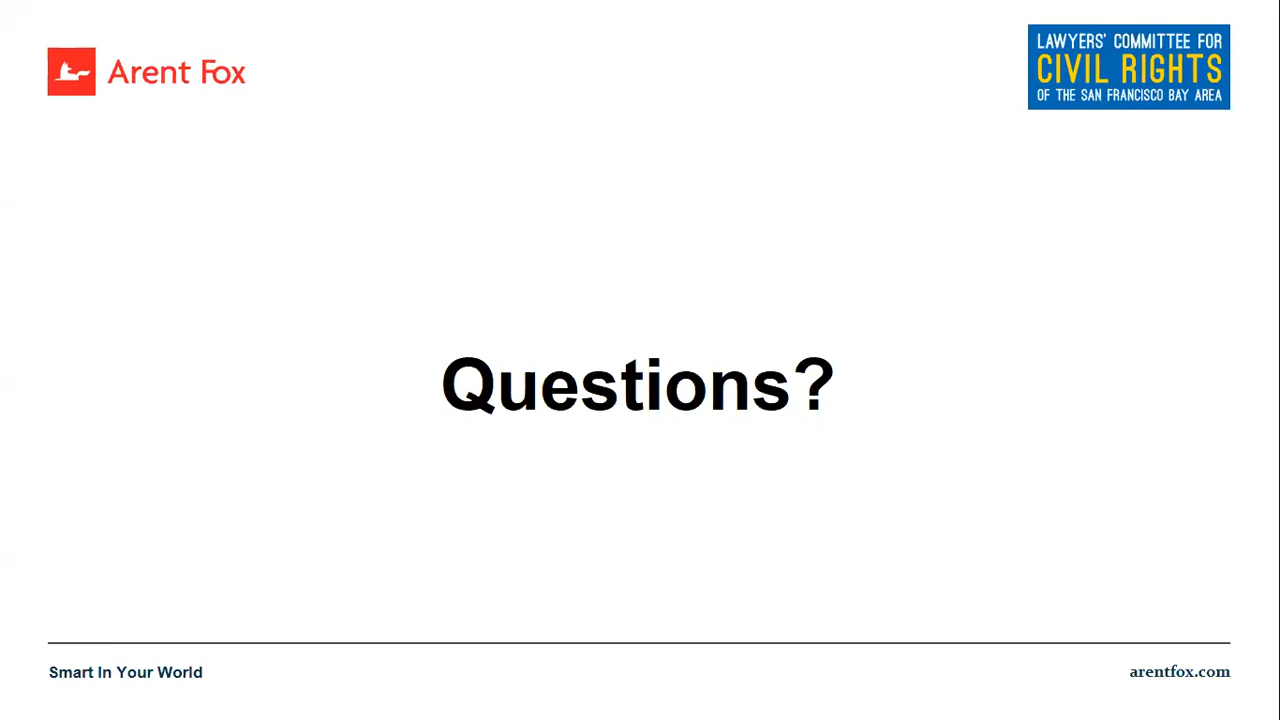 Arent Fox
LAWYERS' COMMITTEE FOR
CIVIL RIGHTS
OF THE SAN FRANCISCO BAY AREA
Questions?
Smart In Your World
arentfox.com